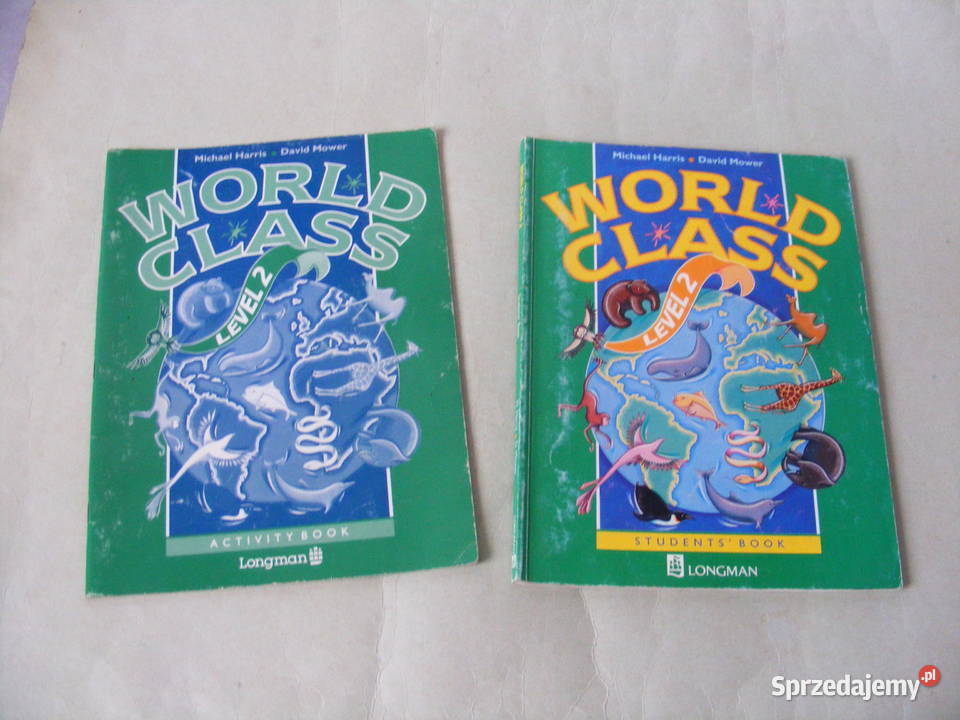 Michael Harris • David Mower
WORLD
CLASS
LEVEL 2
ACTIVITY BOOK
Longman
Michael Harris • David Mower
WORLD
CLASS
LEVEL 2
STUDENTS' BOOK
LONGMAN
Sprzedajemy.pl